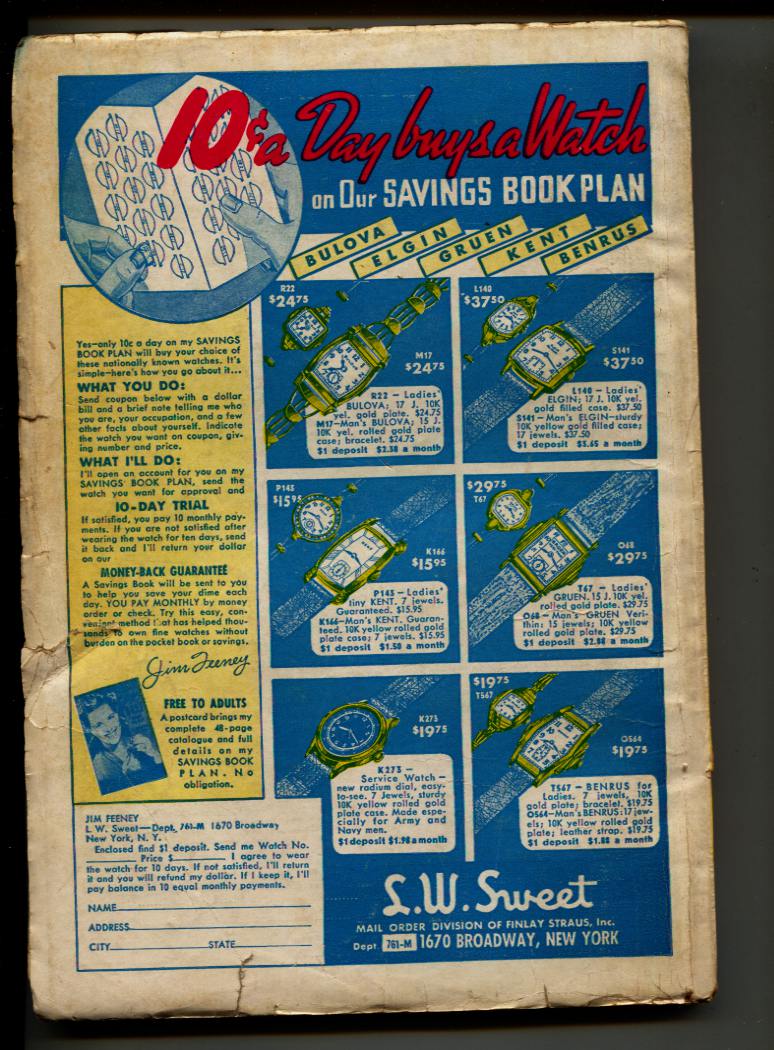 10¢ a Day buys a Watch
on Our SAVINGS BOOK PLAN
BULOVA
ELGIN
GRUEN
KENT
BENRUS
Yes—only 10c a day on my SAVINGS
BOOK PLAN will buy your choice of
these nationally known watches. It's
simple—here's how you go about it...
WHAT YOU DO:
Send coupon below with a dollar
bill and a brief note telling me who
you are, your occupation, and a few
other facts about yourself. Indicate
the watch you want on coupon, giv-
ing number and price.
WHAT I'LL DO:
I'll open an account for you on my
SAVINGS BOOK PLAN, send the
watch you want for approval and
10-DAY TRIAL
If satisfied, you pay 10 monthly pay-
ments. If you are not satisfied after
wearing the watch for ten days, send
it back and I'll return your dollar
on our
MONEY-BACK GUARANTEE
A Savings Book will be sent to you
to help you save your dime each
day. YOU PAY MONTHLY by money
order or check. Try this easy, con-
venient method that has helped thou-
sands to own fine watches without
burden on the pocket book or savings.
Jim Feeney
FREE TO ADULTS
A postcard brings my
complete 48-page
catalogue and full
details on my
SAVINGS BOOK
PLAN. No
obligation.
R22
$24.75
M17
$24.75
R22 — Ladies'
BULOVA; 17 J. 10K
yel. gold plate. $24.75
M17—Man's BULOVA; 15 J.
10K yel. rolled gold plate
case; bracelet. $24.75
$1 deposit $2.38 a month
L140
$37.50
S141
$37.50
L140 — Ladies'
ELGIN; 17 J. yel.
gold filled case. $37.50
S141—Man's ELGIN—sturdy
10K yellow gold filled case;
17 jewels. $37.50
$1 deposit $3.65 a month
P145
$15.95
K166
$15.95
P145 — Ladies'
tiny KENT. 7 jewels.
Guaranteed. $15.95
K166—Man's KENT. Guaran-
teed. 10K yellow rolled gold
plate case; 7 jewels. $15.95
$1 deposit $1.50 a month
$29.75
T67
O68
$29.75
T67 — Ladies'
GRUEN. 15 J. 10K yel.
rolled gold plate. $29.75
O68 — Man's GRUEN Veri-
thin; 15 jewels; 10K yellow
rolled gold plate. $29.75
$1 deposit $2.88 a month
K273
$19.75
K273 —
Service Watch —
new radium dial, easy-
to-see. 7 Jewels, sturdy
10K yellow rolled gold
plate case. Made espe-
cially for Army and
Navy men.
$1 deposit $1.98 a month
$19.75
T567
O564
$19.75
T567 — BENRUS for
Ladies. 7 jewels, 10K
gold plate; bracelet. $19.75
O564—Man's BENRUS: 17 jew-
els; 10K yellow rolled gold
plate; leather strap. $19.75
$1 deposit $1.88 a month
JIM FEENEY
L. W. Sweet—Dept. 761-M 1670 Broadway
New York, N. Y.
Enclosed find $1 deposit. Send me Watch No.
Price $ I agree to wear
the watch for 10 days. If not satisfied, I'll return
it and you will refund my dollar. If I keep it, I'll
pay balance in 10 equal monthly payments.
NAME
ADDRESS
CITY STATE
L.W. Sweet
MAIL ORDER DIVISION OF FINLAY STRAUS, Inc.
Dept 761-M 1670 BROADWAY, NEW YORK